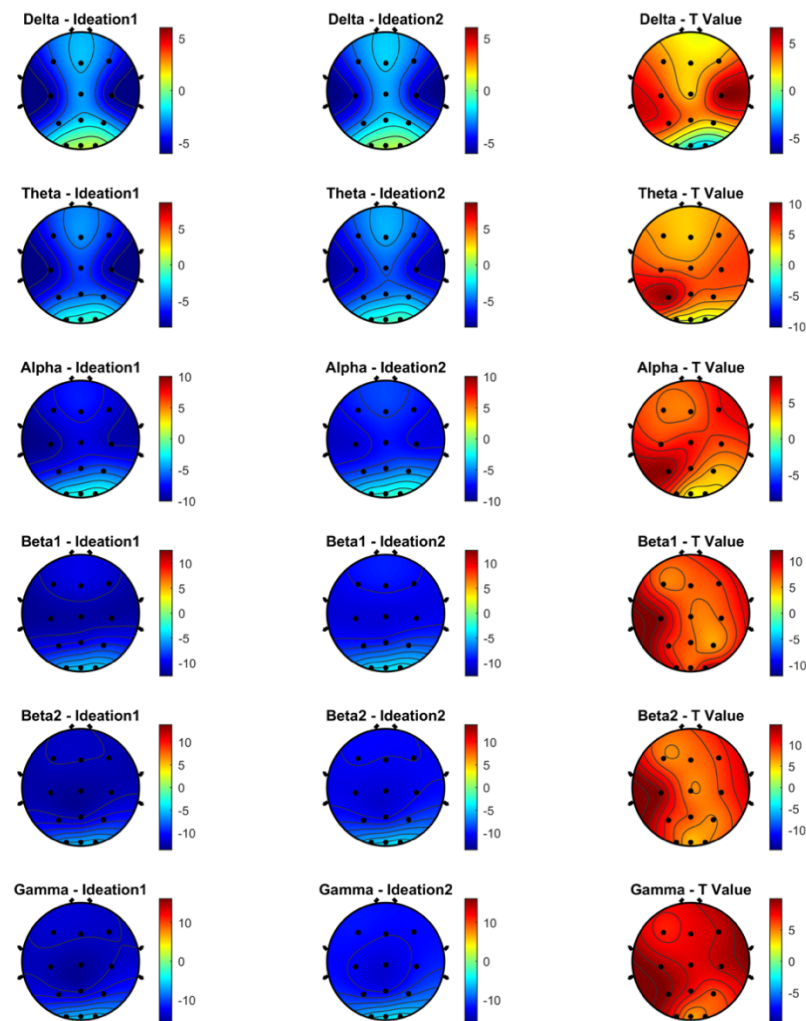 Delta - Ideation1 Delta - Ideation2 Delta - T Value
5 5 5
0 0 0
-5 -5 -5
Theta - Ideation1 Theta - Ideation2 Theta - T Value
10
5 5 5
0 0 0
-5 -5 -5
-10
Alpha - Ideation1 Alpha - Ideation2 Alpha - T Value
10 10
5 5 5
0 0 0
-5 -5 -5
-10 -10
Beta1 - Ideation1 Beta1 - Ideation2 Beta1 - T Value
10 10 10
5 5 5
0 0 0
-5 -5 -5
-10 -10 -10
Beta2 - Ideation1 Beta2 - Ideation2 Beta2 - T Value
10 10 10
5 5 5
0 0 0
-5 -5 -5
-10 -10 -10
Gamma - Ideation1 Gamma - Ideation2 Gamma - T Value
10 10 5
0 0 0
-10 -10 -5